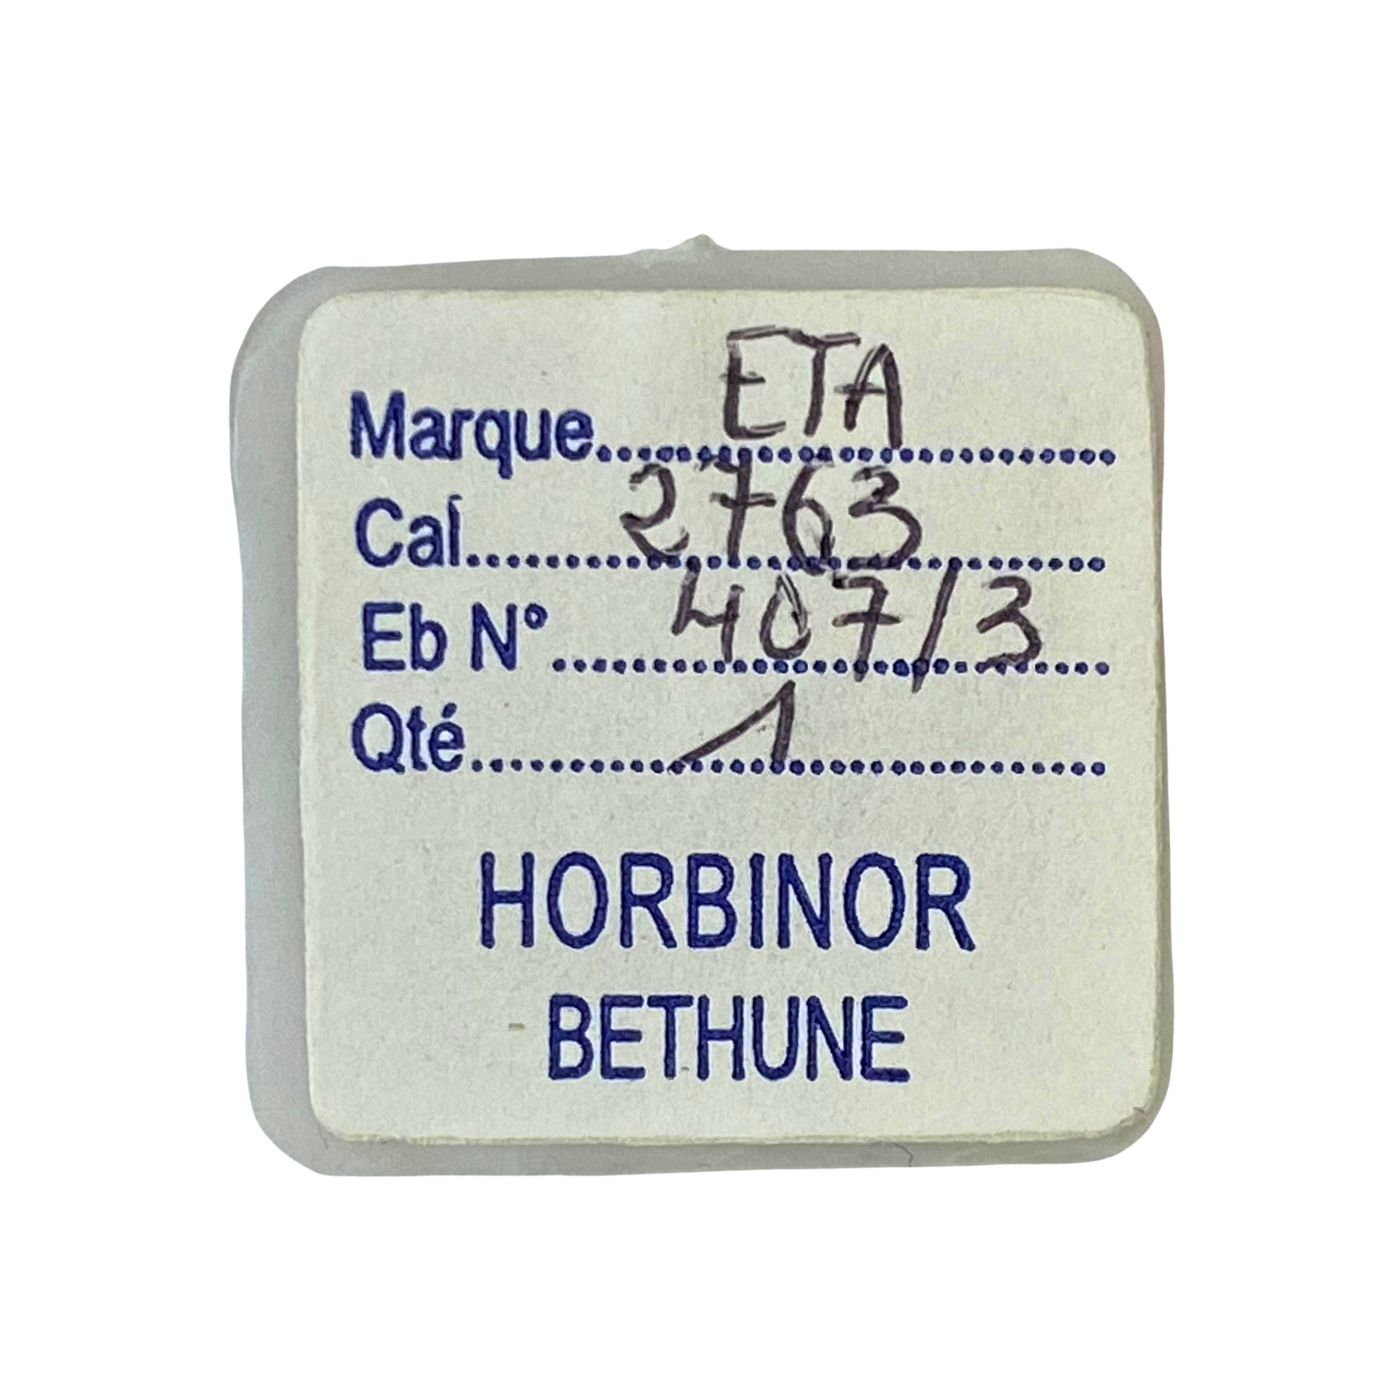 Marque.......ETA.......
Cal.......2763.......
Eb N°.......407/3.......
Qté.......1.......
HORBINOR
BETHUNE